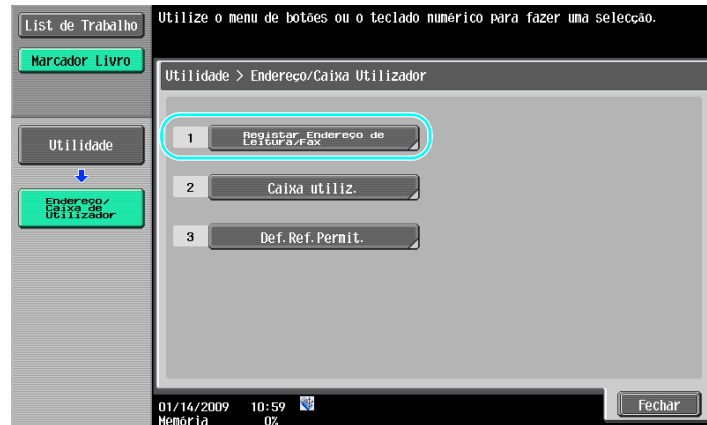 List de Trabalho
Utilize o menu de botões ou o teclado numérico para fazer uma selecção.
Marcador Livro
Utilidade > Endereço/Caixa Utilizador
Utilidade
Endereço/
Caixa de
Utilizador
1 Registar Endereço de
Leitura/Fax
2 Caixa utiliz.
3 Def.Ref.Permit.
01/14/2009 10:59
Memória 0%
Fechar